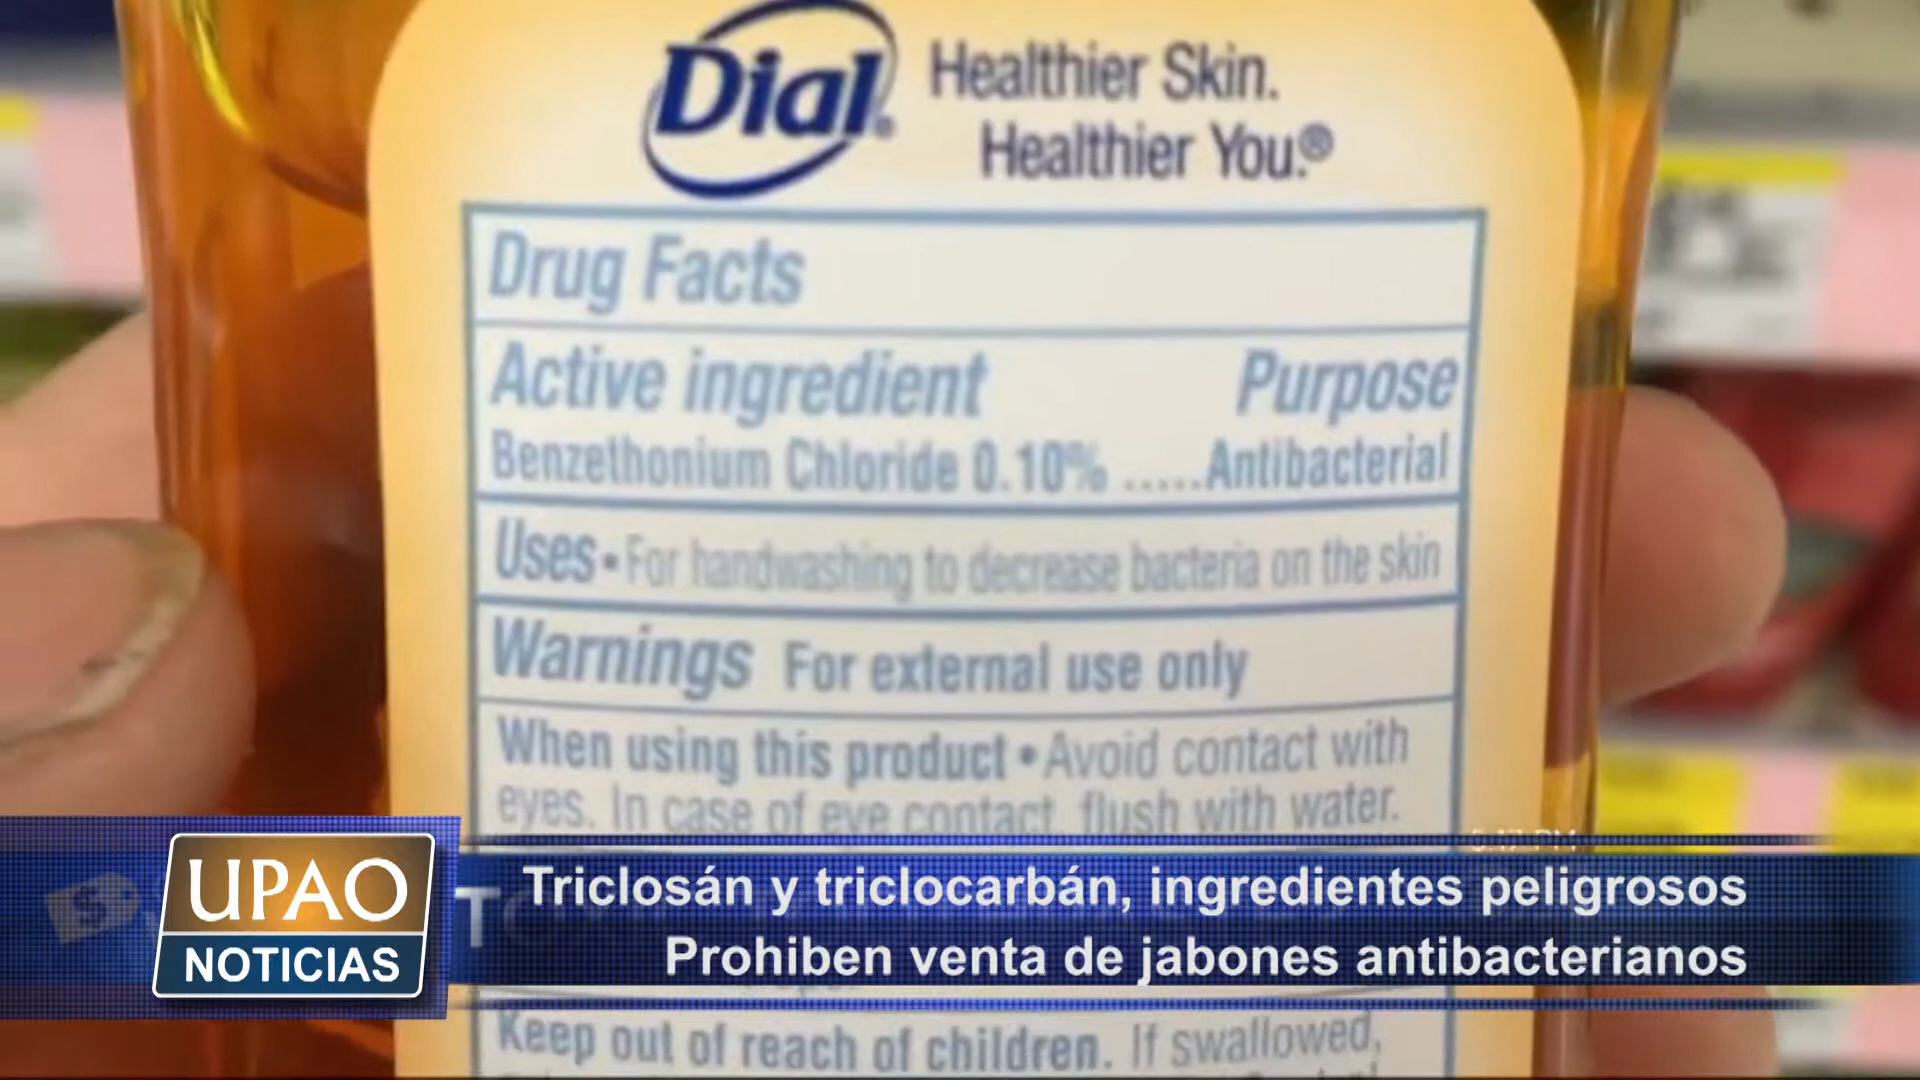 Dial® Healthier Skin.
Healthier You.®
Drug Facts
Active ingredient Purpose
Benzethonium Chloride 0.10% .....Antibacterial
Uses • For handwashing to decrease bacteria on the skin
Warnings For external use only
When using this product • Avoid contact with
eyes. In case of eye contact, flush with water.
Triclosán y triclocarbán, ingredientes peligrosos
Prohiben venta de jabones antibacterianos
UPAO
NOTICIAS
Keep out of reach of children. If swallowed,